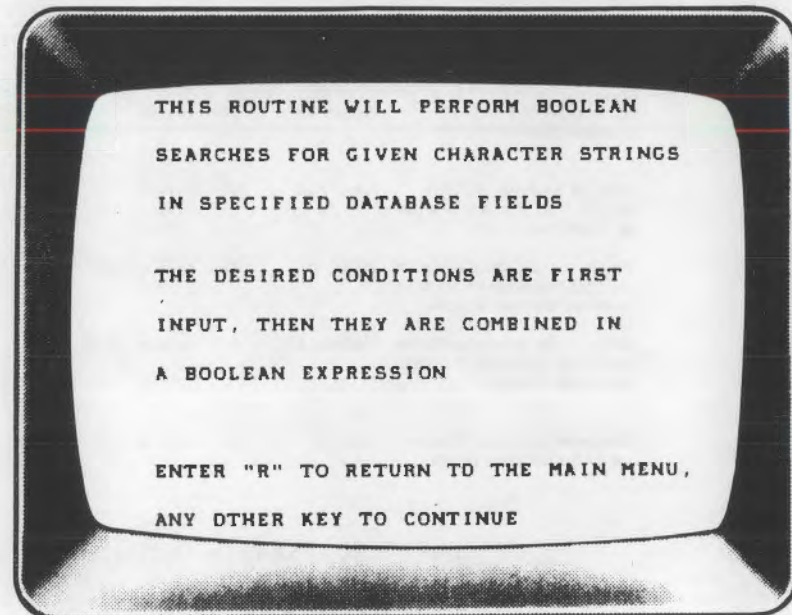 THIS ROUTINE WILL PERFORM BOOLEAN
SEARCHES FOR GIVEN CHARACTER STRINGS
IN SPECIFIED DATABASE FIELDS
THE DESIRED CONDITIONS ARE FIRST
INPUT, THEN THEY ARE COMBINED IN
A BOOLEAN EXPRESSION
ENTER "R" TO RETURN TO THE MAIN MENU,
ANY OTHER KEY TO CONTINUE